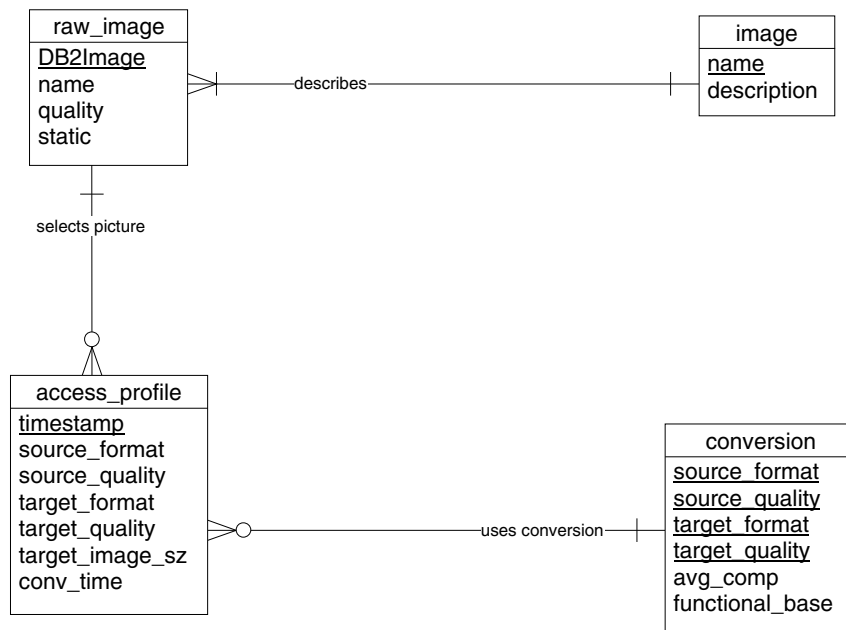 raw_image
DB2Image
name
quality
static
describes
image
name
description
selects picture
access_profile
timestamp
source_format
source_quality
target_format
target_quality
target_image_sz
conv_time
uses conversion
conversion
source_format
source_quality
target_format
target_quality
avg_comp
functional_base